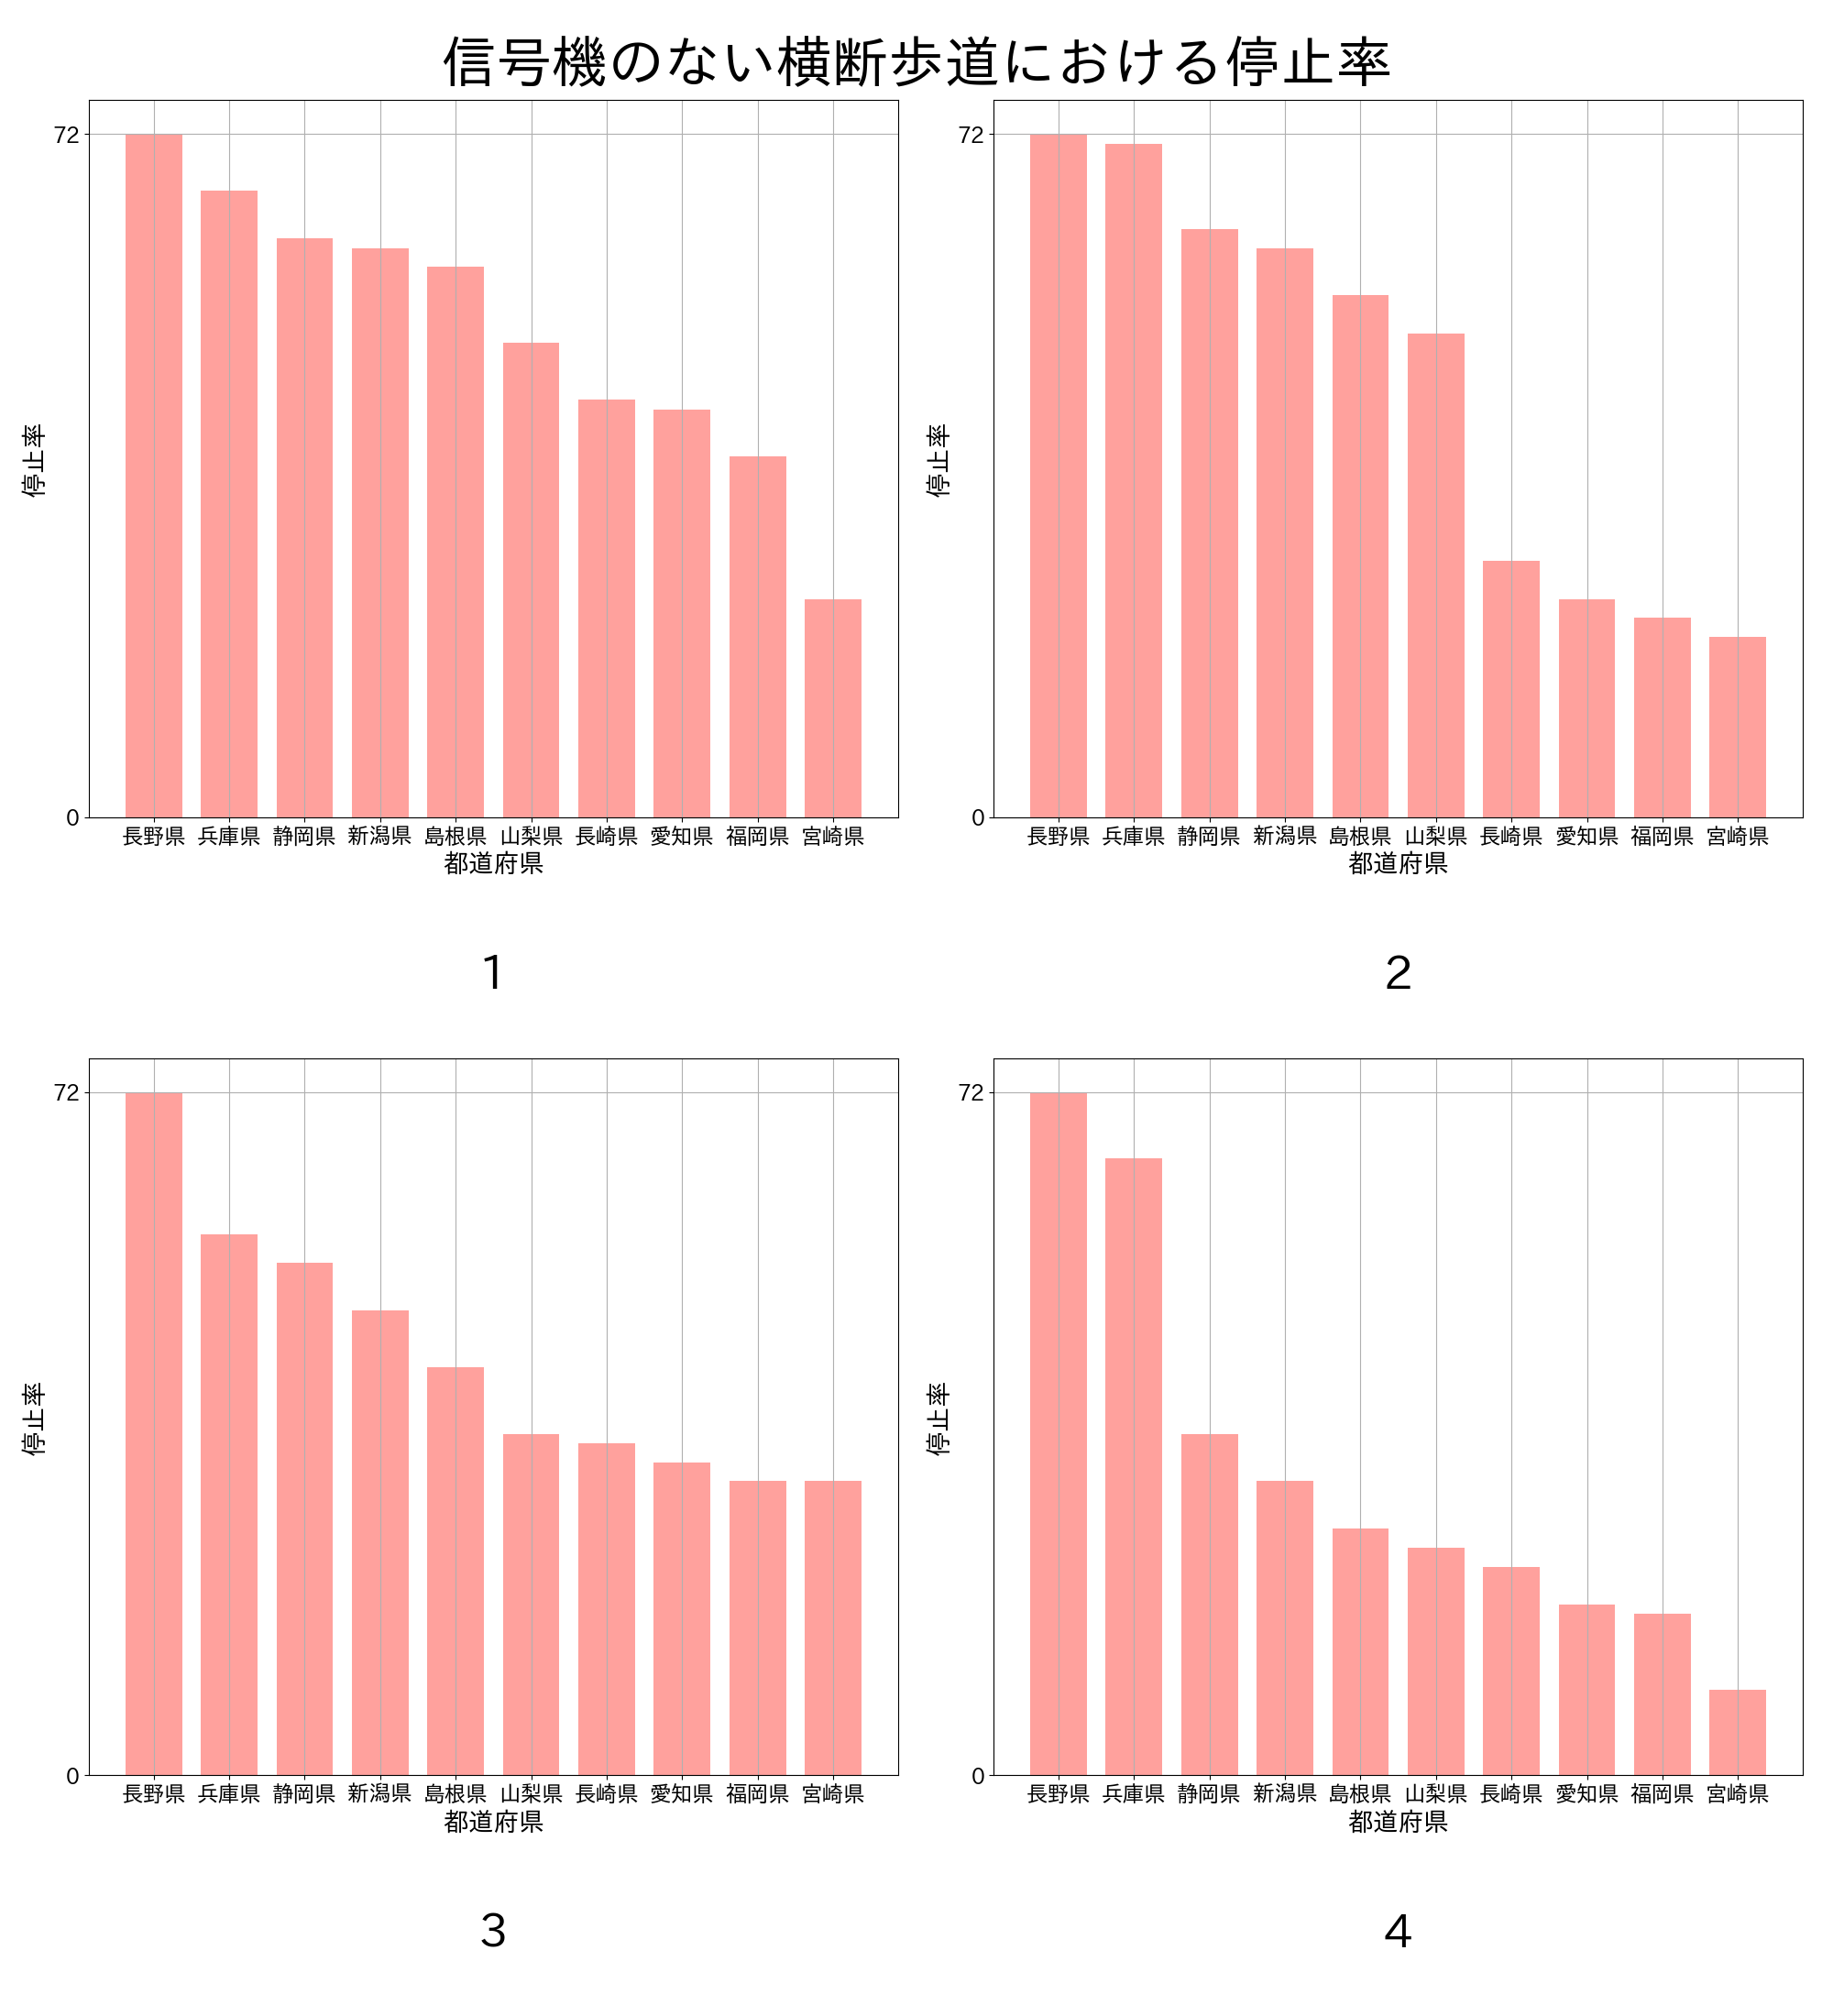 信号機のない横断歩道における停止率
72
0
停止率
長野県 兵庫県 静岡県 新潟県 島根県 山梨県 長崎県 愛知県 福岡県 宮崎県
都道府県
1
72
0
停止率
長野県 兵庫県 静岡県 新潟県 島根県 山梨県 長崎県 愛知県 福岡県 宮崎県
都道府県
2
72
0
停止率
長野県 兵庫県 静岡県 新潟県 島根県 山梨県 長崎県 愛知県 福岡県 宮崎県
都道府県
3
72
0
停止率
長野県 兵庫県 静岡県 新潟県 島根県 山梨県 長崎県 愛知県 福岡県 宮崎県
都道府県
4